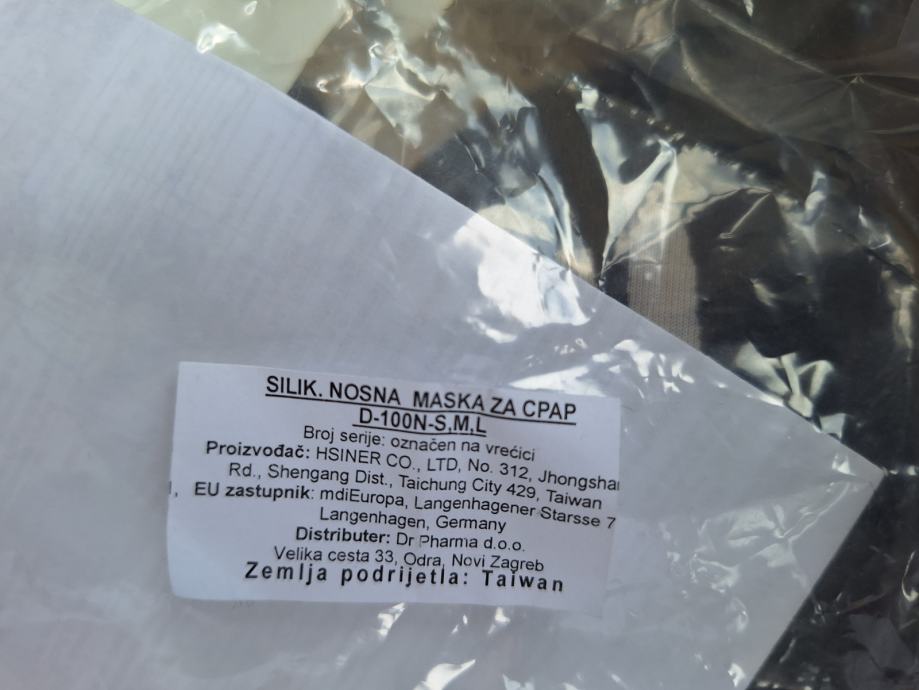 SILIK. NOSNA MASKA ZA CPAP
D-100N-S,M,L
Broj serije: označen na vrećici
Proizvođač: HSINER CO., LTD, No. 312, Jhongsha
Rd., Shengang Dist., Taichung City 429, Taiwan
EU zastupnik: mdiEuropa, Langenhagener Starsse 7
Langenhagen, Germany
Distributer: Dr Pharma d.o.o.
Velika cesta 33, Odra, Novi Zagreb
Zemlja podrijetla: Taiwan